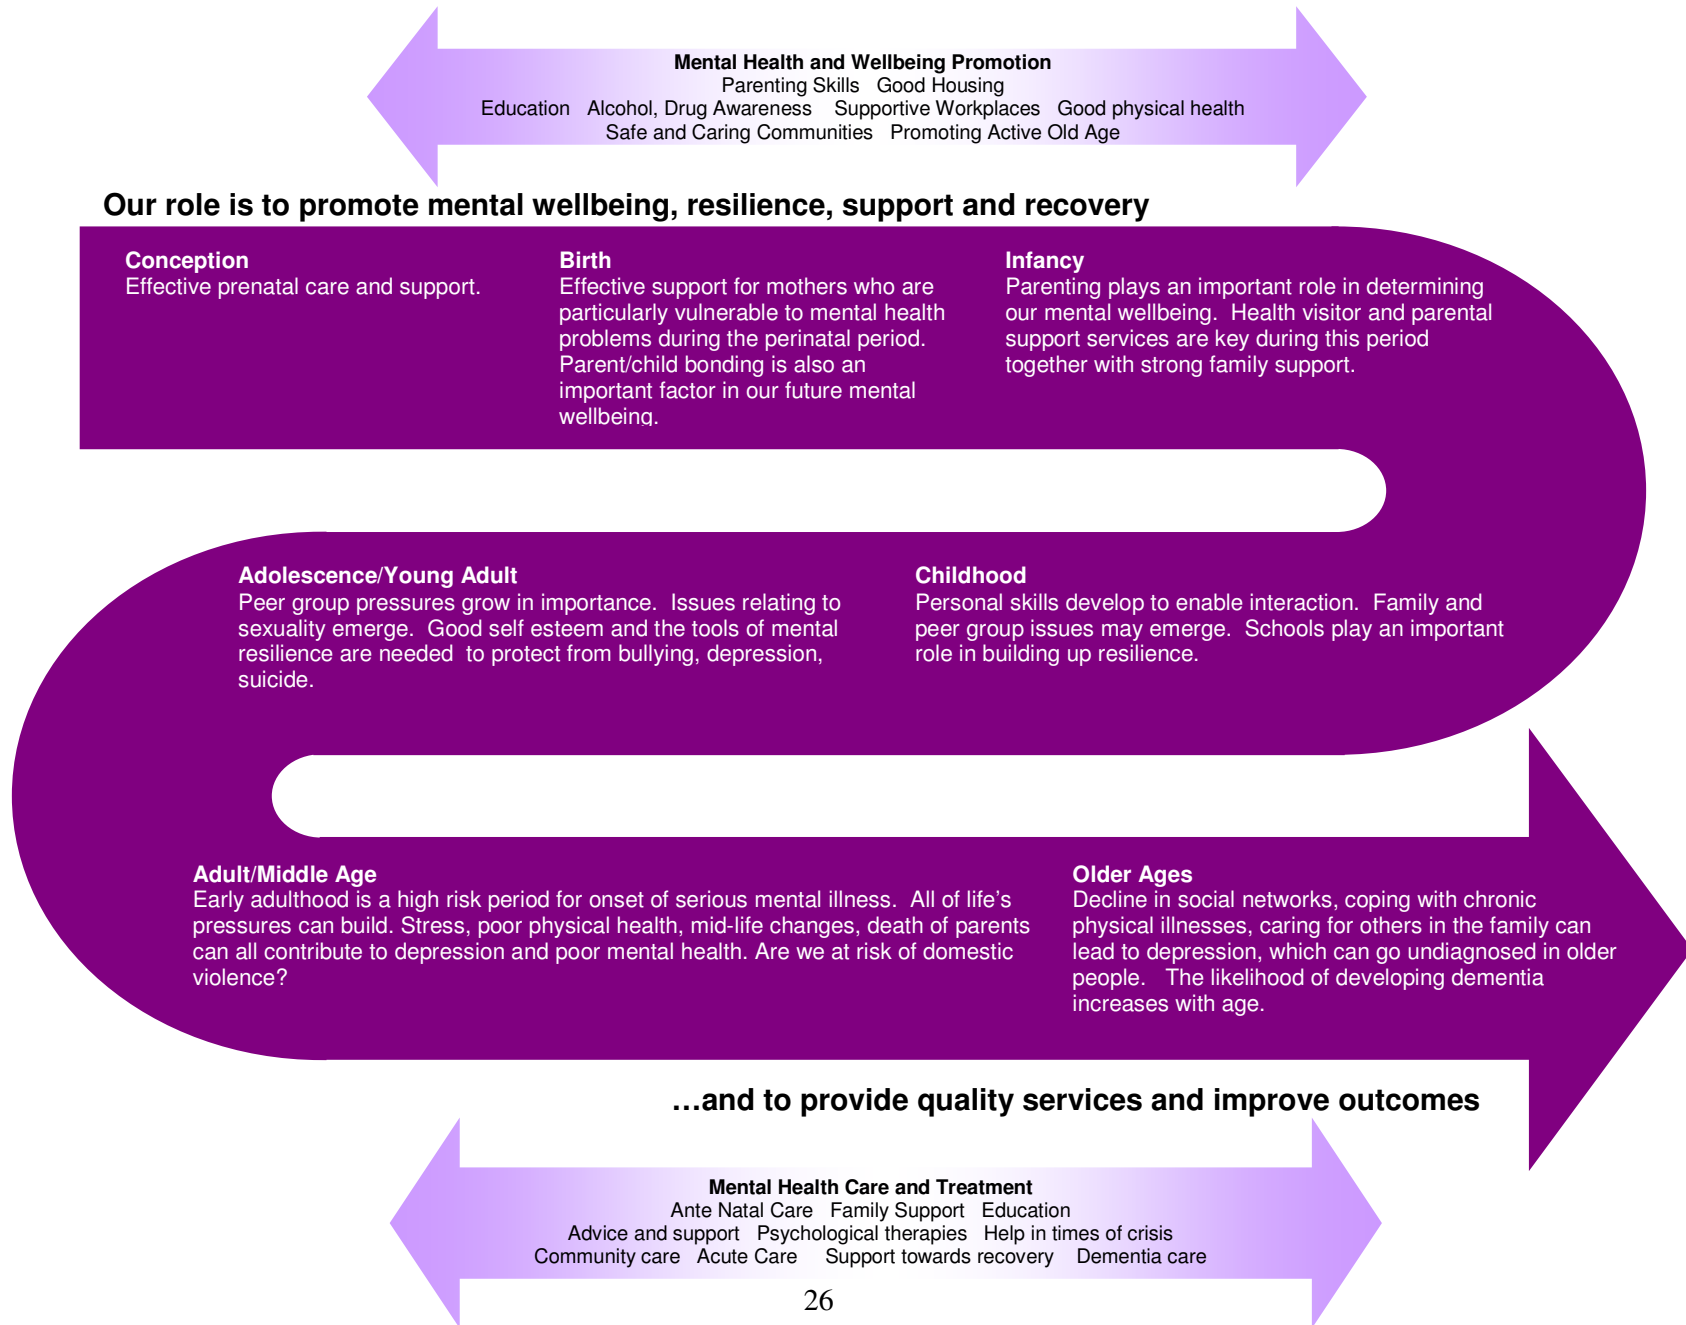 Mental Health and Wellbeing Promotion
Parenting Skills Good Housing
Education Alcohol, Drug Awareness Supportive Workplaces Good physical health
Safe and Caring Communities Promoting Active Old Age
Our role is to promote mental wellbeing, resilience, support and recovery
Conception
Effective prenatal care and support.
Birth
Effective support for mothers who are
particularly vulnerable to mental health
problems during the perinatal period.
Parent/child bonding is also an
important factor in our future mental
wellbeing.
Infancy
Parenting plays an important role in determining
our mental wellbeing. Health visitor and parental
support services are key during this period
together with strong family support.
Childhood
Personal skills develop to enable interaction. Family and
peer group issues may emerge. Schools play an important
role in building up resilience.
Adolescence/Young Adult
Peer group pressures grow in importance. Issues relating to
sexuality emerge. Good self esteem and the tools of mental
resilience are needed to protect from bullying, depression,
suicide.
Adult/Middle Age
Early adulthood is a high risk period for onset of serious mental illness. All of life’s
pressures can build. Stress, poor physical health, mid-life changes, death of parents
can all contribute to depression and poor mental health. Are we at risk of domestic
violence?
Older Ages
Decline in social networks, coping with chronic
physical illnesses, caring for others in the family can
lead to depression, which can go undiagnosed in older
people. The likelihood of developing dementia
increases with age.
…and to provide quality services and improve outcomes
Mental Health Care and Treatment
Ante Natal Care Family Support Education
Advice and support Psychological therapies Help in times of crisis
Community care Acute Care Support towards recovery Dementia care
26